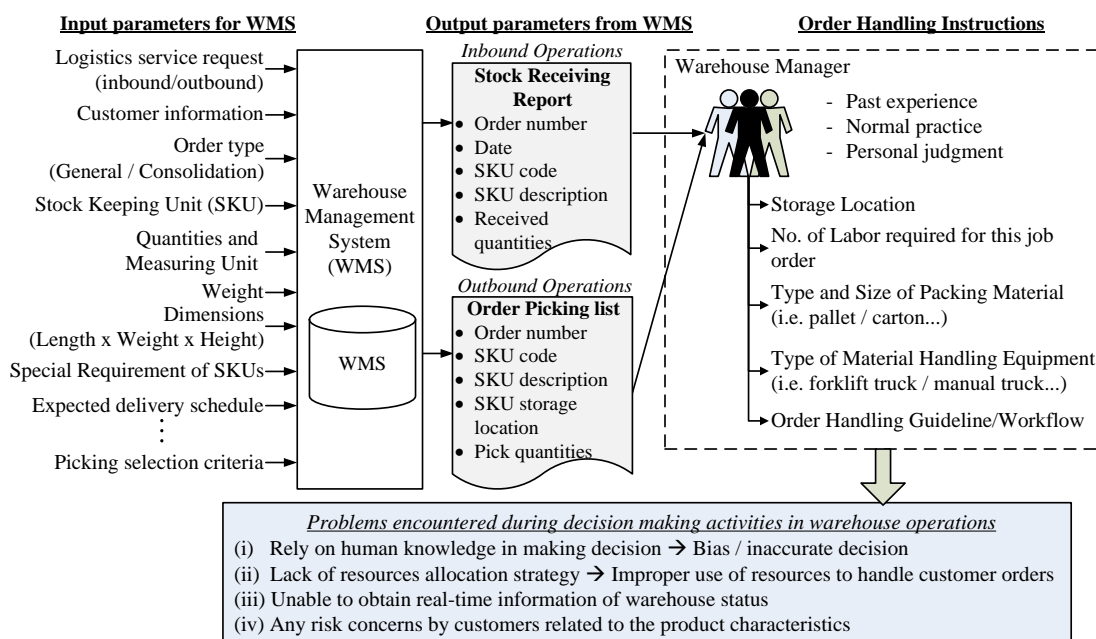 Input parameters for WMS
Logistics service request
(inbound/outbound)
Customer information
Order type
(General / Consolidation)
Stock Keeping Unit (SKU)
Quantities and
Measuring Unit
Weight
Dimensions
(Length x Weight x Height)
Special Requirement of SKUs
Expected delivery schedule
Picking selection criteria
Warehouse
Management
System
(WMS)
WMS
Output parameters from WMS
Inbound Operations
Stock Receiving
Report
• Order number
• Date
• SKU code
• SKU description
• Received
quantities
Outbound Operations
Order Picking list
• Order number
• SKU code
• SKU description
• SKU storage
location
• Pick quantities
Order Handling Instructions
Warehouse Manager
- Past experience
- Normal practice
- Personal judgment
Storage Location
No. of Labor required for this job
order
Type and Size of Packing Material
(i.e. pallet / carton...)
Type of Material Handling Equipment
(i.e. forklift truck / manual truck...)
Order Handling Guideline/Workflow
Problems encountered during decision making activities in warehouse operations
(i) Rely on human knowledge in making decision → Bias / inaccurate decision
(ii) Lack of resources allocation strategy → Improper use of resources to handle customer orders
(iii) Unable to obtain real-time information of warehouse status
(iv) Any risk concerns by customers related to the product characteristics